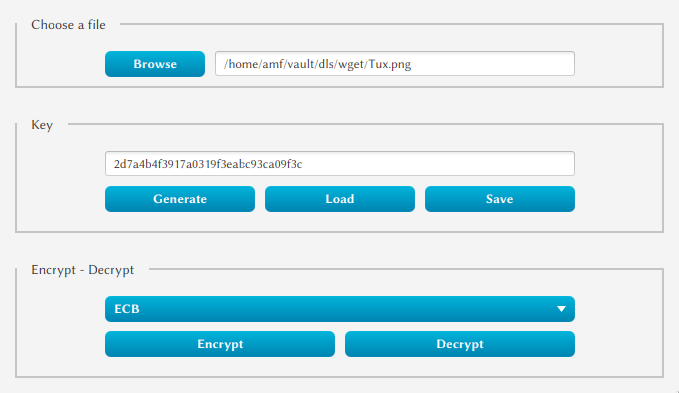 Choose a file
Browse /home/amf/vault/dls/wget/Tux.png
Key
2d7a4b4f3917a0319f3eabc93ca09f3c
Generate Load Save
Encrypt - Decrypt
ECB
Encrypt Decrypt